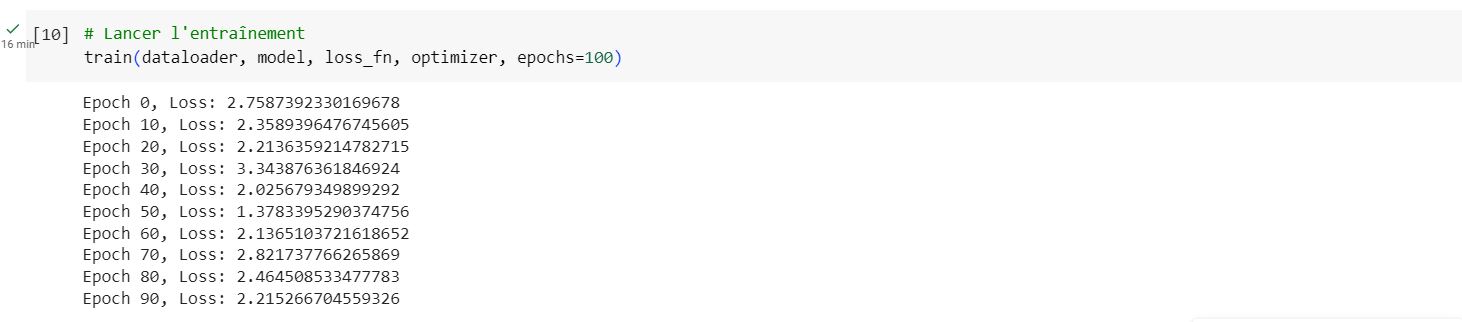 [10] # Lancer l'entraînement
16 min
train(dataloader, model, loss_fn, optimizer, epochs=100)
Epoch 0, Loss: 2.7587392330169678
Epoch 10, Loss: 2.3589396476745605
Epoch 20, Loss: 2.2136359214782715
Epoch 30, Loss: 3.343876361846924
Epoch 40, Loss: 2.025679349899292
Epoch 50, Loss: 1.3783395290374756
Epoch 60, Loss: 2.1365103721618652
Epoch 70, Loss: 2.821737766265869
Epoch 80, Loss: 2.464508533477783
Epoch 90, Loss: 2.215266704559326